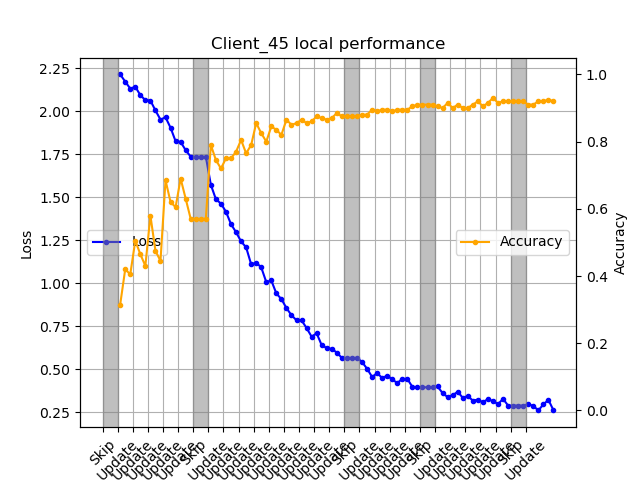 Client_45 local performance
2.25
2.00
1.75
1.50
1.25
1.00
0.75
0.50
0.25
Loss
Loss
Accuracy
1.0
0.8
0.6
0.4
0.2
0.0
Accuracy
Skip
Update
Update
Update
Update
Update
Skip
Update
Update
Update
Update
Update
Update
Update
Update
Update
Skip
Update
Update
Update
Update
Skip
Update
Update
Update
Update
Update
Skip
Update